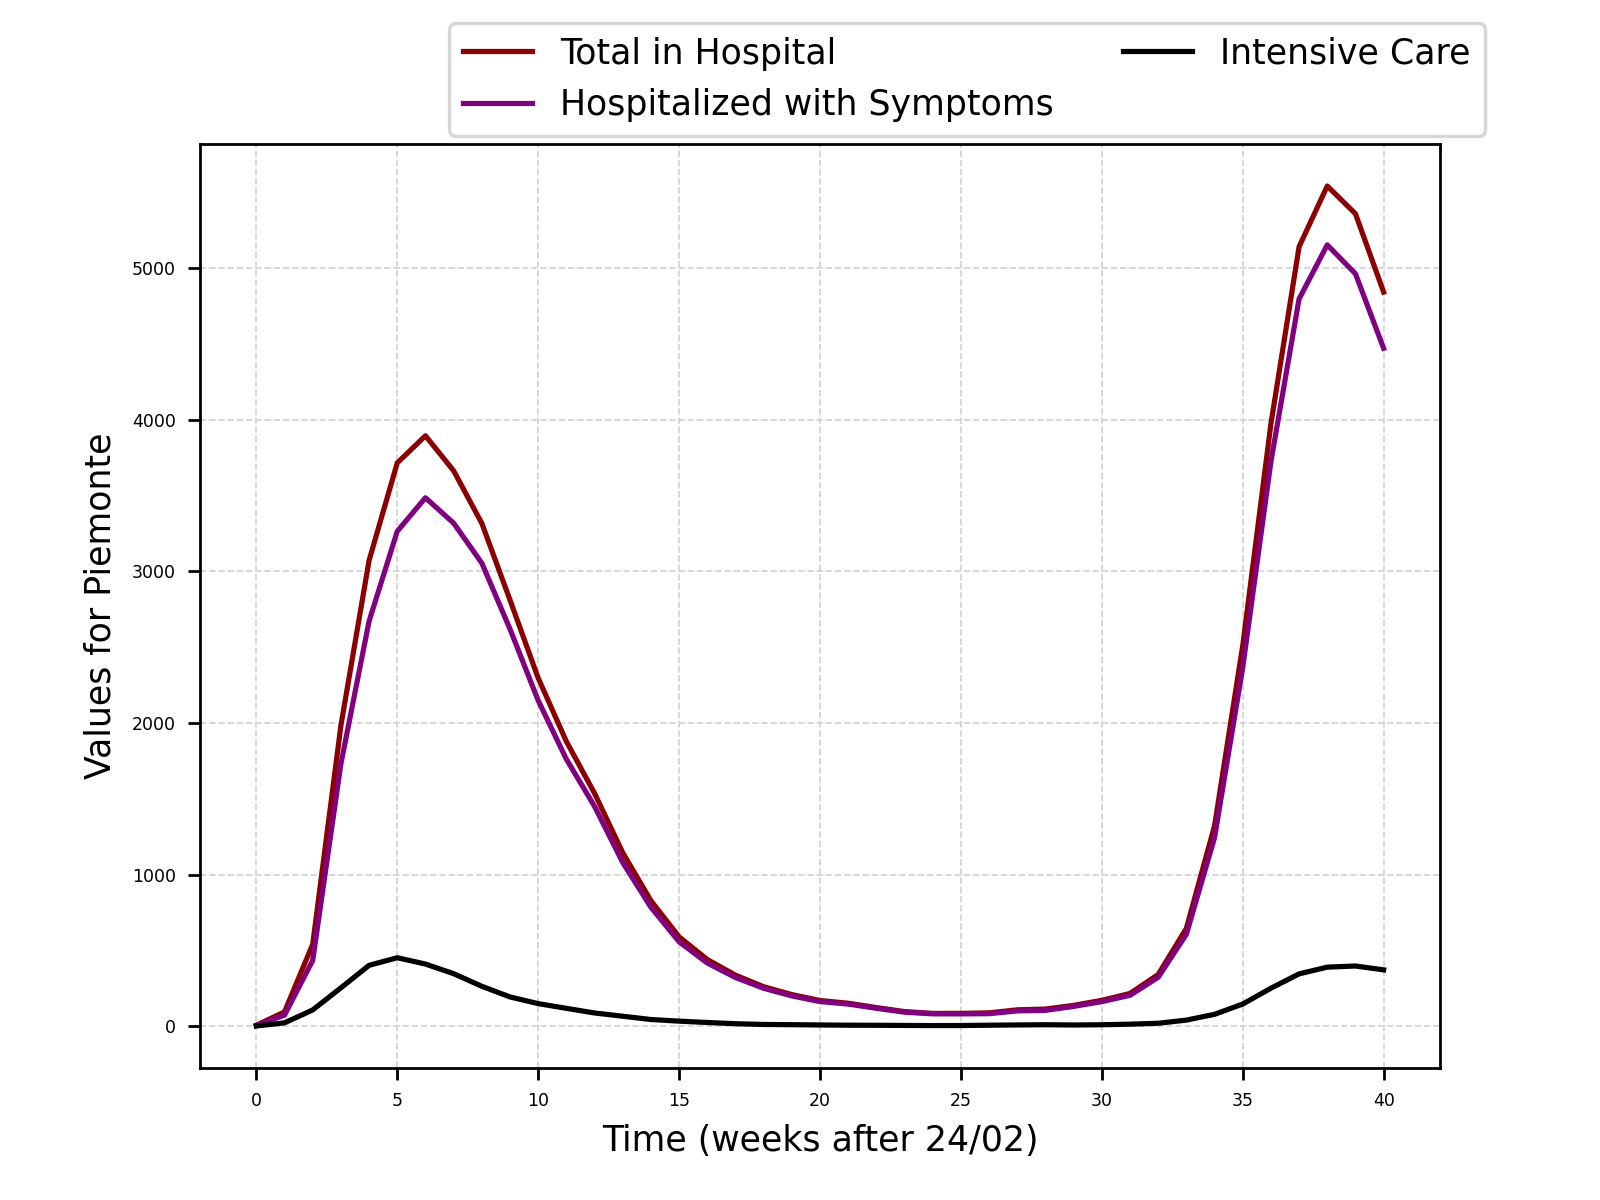 Total in Hospital
Hospitalized with Symptoms
Intensive Care
Values for Piemonte
5000
4000
3000
2000
1000
0
0 5 10 15 20 25 30 35 40
Time (weeks after 24/02)